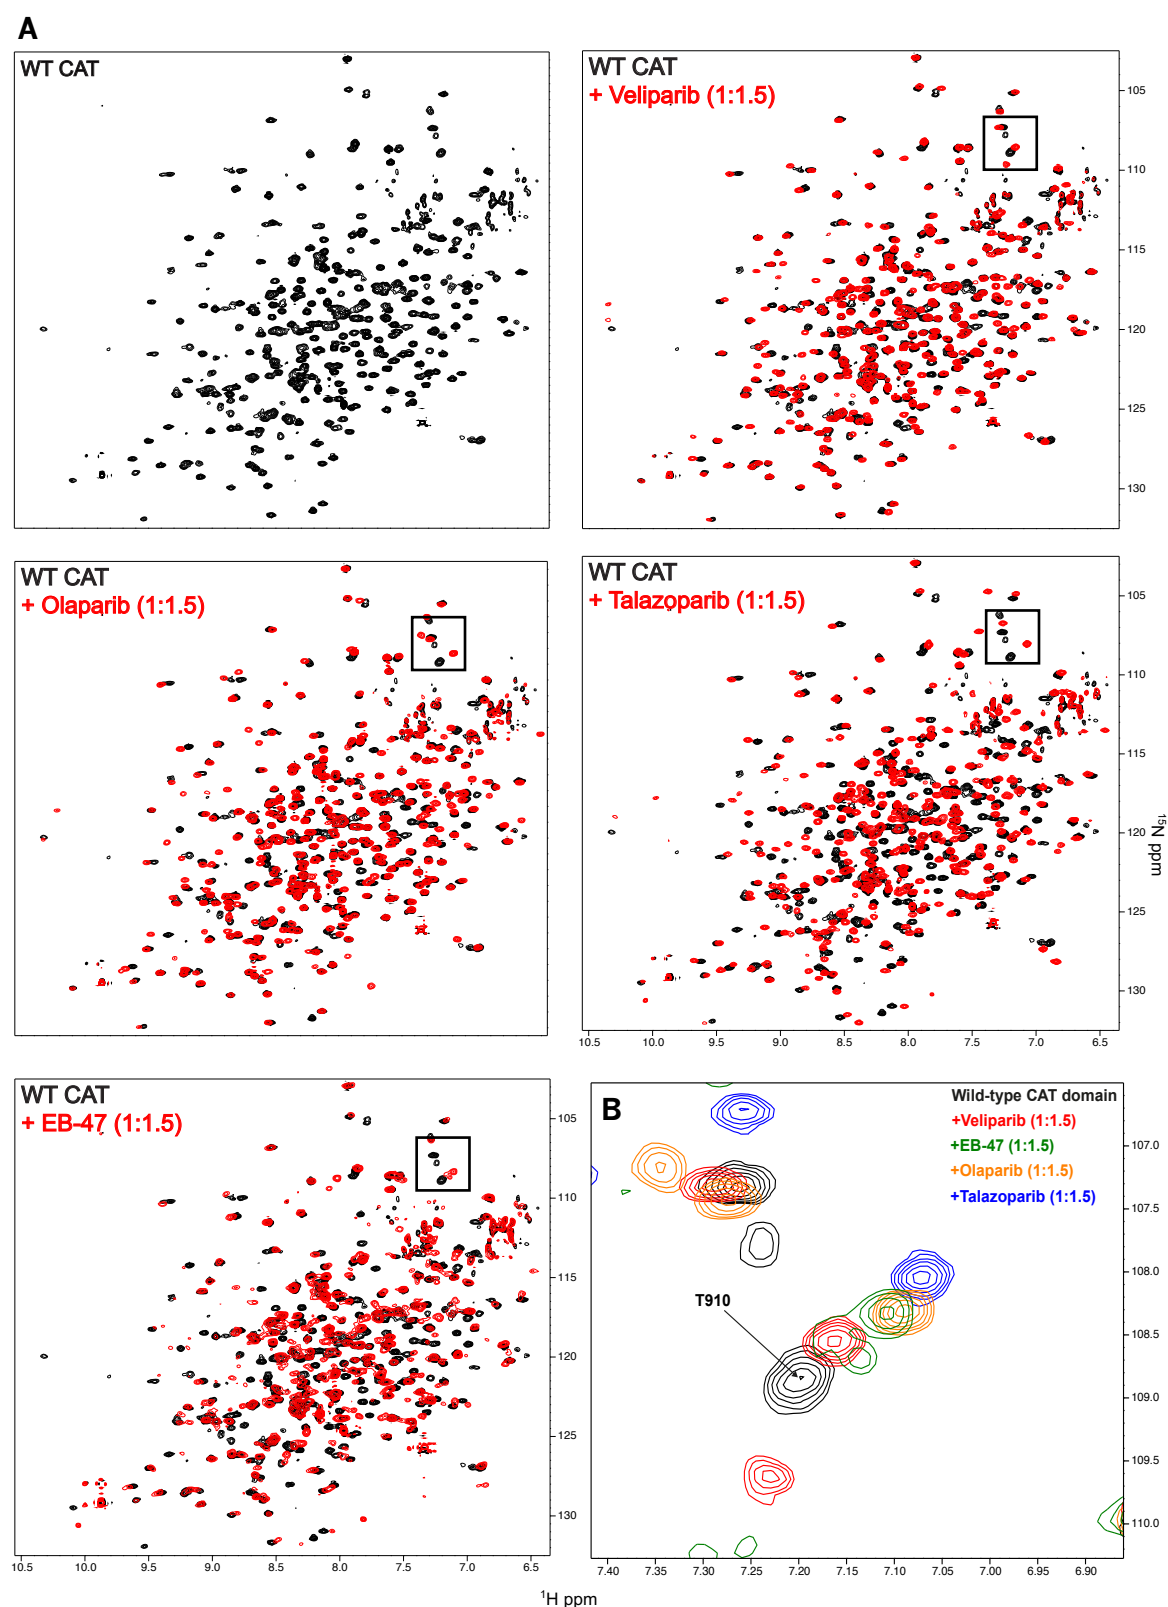 A
WT CAT
WT CAT
+ Veliparib (1:1.5)
105
110
115
120
125
130
WT CAT
+ Olaparib (1:1.5)
WT CAT
+ Talazoparib (1:1.5)
105
110
115
120
125
130
10.5 10.0 9.5 9.0 8.5 8.0 7.5 7.0 6.5
¹⁵N ppm
WT CAT
+ EB-47 (1:1.5)
105
110
115
120
125
130
10.5 10.0 9.5 9.0 8.5 8.0 7.5 7.0 6.5
B
Wild-type CAT domain
+Veliparib (1:1.5)
+EB-47 (1:1.5)
+Olaparib (1:1.5)
+Talazoparib (1:1.5)
T910
107.0
107.5
108.0
108.5
109.0
109.5
110.0
7.40 7.35 7.30 7.25 7.20 7.15 7.10 7.05 7.00 6.95 6.90
¹H ppm